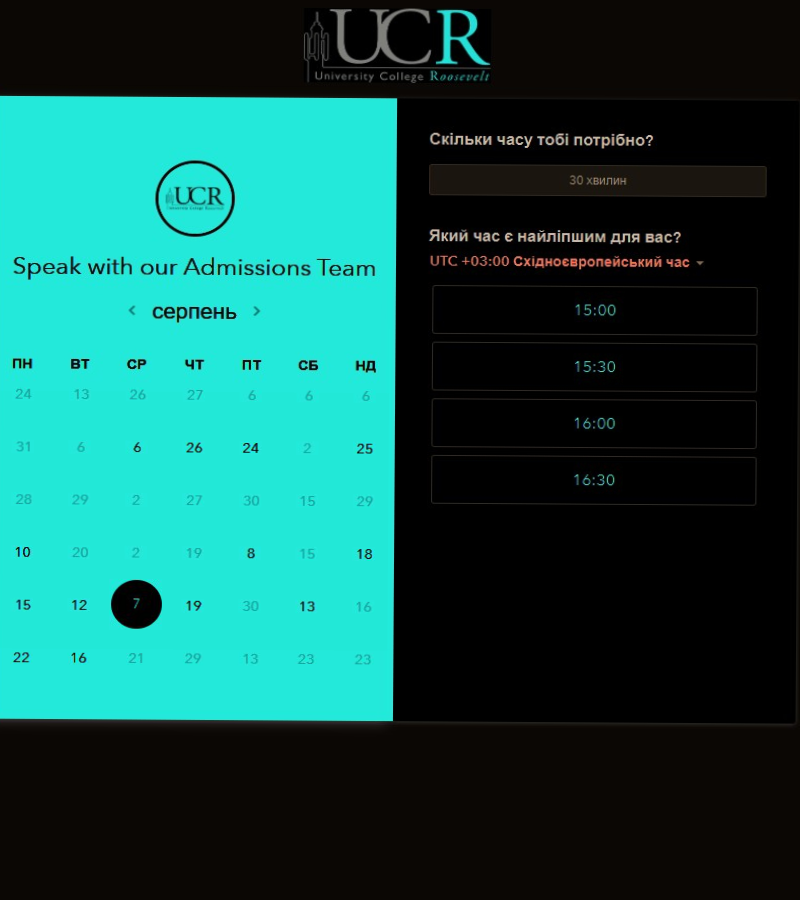 UCR
University College Roosevelt
UCR
Speak with our Admissions Team
серпень
ПН ВТ СР ЧТ ПТ СБ НД
24 13 26 27 6 6 6
31 6 6 26 24 2 25
28 29 2 27 30 15 29
10 20 2 19 8 15 18
15 12 7 19 30 13 16
22 16 21 29 13 23 23
Скільки часу тобі потрібно?
30 хвилин
Який час є найліпшим для вас?
UTC +03:00 Східноєвропейський час
15:00
15:30
16:00
16:30